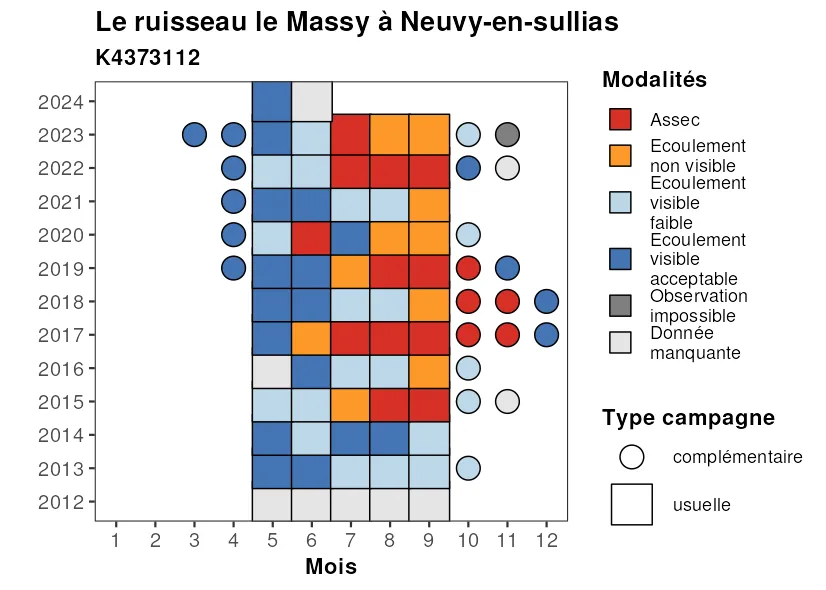 Le ruisseau le Massy à Neuvy-en-sullias
K4373112
2024
2023
2022
2021
2020
2019
2018
2017
2016
2015
2014
2013
2012
1 2 3 4 5 6 7 8 9 10 11 12
Mois
Modalités
Assec
Ecoulement
non visible
Ecoulement
visible
faible
Ecoulement
visible
acceptable
Observation
impossible
Donnée
manquante
Type campagne
complémentaire
usuelle